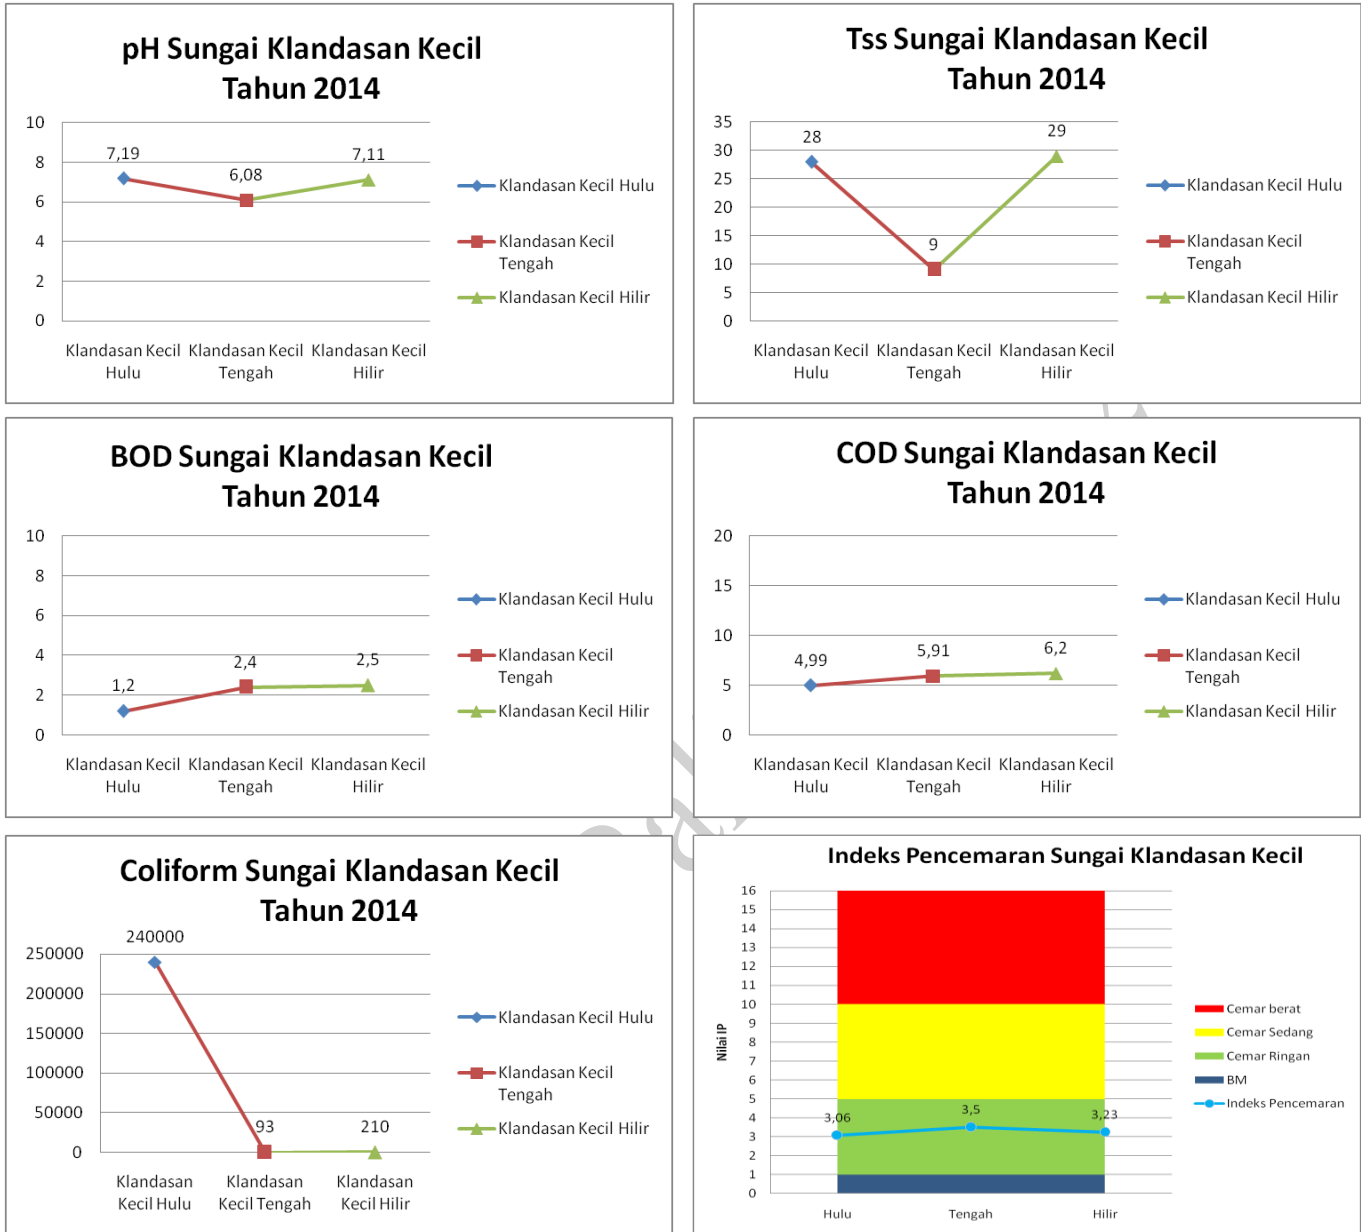 pH Sungai Klandasan Kecil
Tahun 2014
10
8
6
4
2
0
7,19
6,08
7,11
Klandasan Kecil Hulu
Klandasan Kecil Tengah
Klandasan Kecil Hilir
Klandasan Kecil Hulu
Klandasan Kecil
Tengah
Klandasan Kecil Hilir
Tss Sungai Klandasan Kecil
Tahun 2014
35
30
25
20
15
10
5
0
28
9
29
Klandasan Kecil Hulu
Klandasan Kecil Tengah
Klandasan Kecil Hilir
Klandasan Kecil Hulu
Klandasan Kecil
Tengah
Klandasan Kecil Hilir
BOD Sungai Klandasan Kecil
Tahun 2014
10
8
6
4
2
0
1,2
2,4
2,5
Klandasan Kecil Hulu
Klandasan Kecil Tengah
Klandasan Kecil Hilir
Klandasan Kecil Hulu
Klandasan Kecil
Tengah
Klandasan Kecil Hilir
COD Sungai Klandasan Kecil
Tahun 2014
20
15
10
5
0
4,99
5,91
6,2
Klandasan Kecil Hulu
Klandasan Kecil Tengah
Klandasan Kecil Hilir
Klandasan Kecil Hulu
Klandasan Kecil
Tengah
Klandasan Kecil Hilir
Coliform Sungai Klandasan Kecil
Tahun 2014
250000
200000
150000
100000
50000
0
240000
93
210
Klandasan Kecil Hulu
Klandasan Kecil Tengah
Klandasan Kecil Hilir
Klandasan Kecil Hulu
Klandasan Kecil
Tengah
Klandasan Kecil Hilir
Indeks Pencemaran Sungai Klandasan Kecil
Nilai IP
16
15
14
13
12
11
10
9
8
7
6
5
4
3
2
1
0
3,06
3,5
3,23
Hulu
Tengah
Hilir
Cemar berat
Cemar Sedang
Cemar Ringan
BM
Indeks Pencemaran